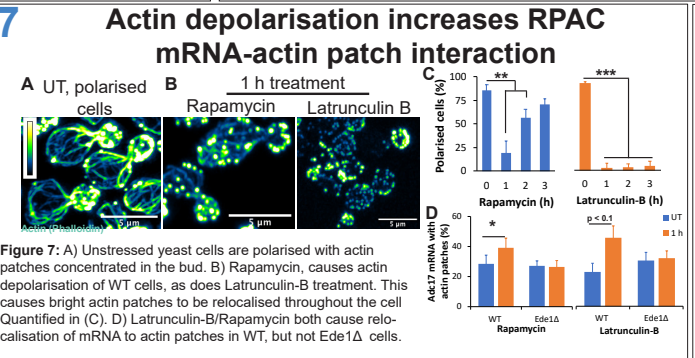 7
Actin depolarisation increases RPAC
mRNA-actin patch interaction
A UT, polarised
cells
B
1 h treatment
Rapamycin
Latrunculin B
Actin (Phalloidin)
5 µm
5 µm
5 µm
C
Polarised cells (%)
100
75
50
25
0
**
***
0 1 2 3
Rapamycin (h)
0 1 2 3
Latrunculin-B (h)
D
UT
1 h
Adc17 mRNA with
actin patches (%)
60
40
20
0
*
p < 0.1
WT
Ede1Δ
WT
Ede1Δ
Rapamycin
Latrunculin-B
Figure 7: A) Unstressed yeast cells are polarised with actin
patches concentrated in the bud. B) Rapamycin, causes actin
depolarisation of WT cells, as does Latrunculin-B treatment. This
causes bright actin patches to be relocalised throughout the cell
Quantified in (C). D) Latrunculin-B/Rapamycin both cause relo-
calisation of mRNA to actin patches in WT, but not Ede1Δ cells.